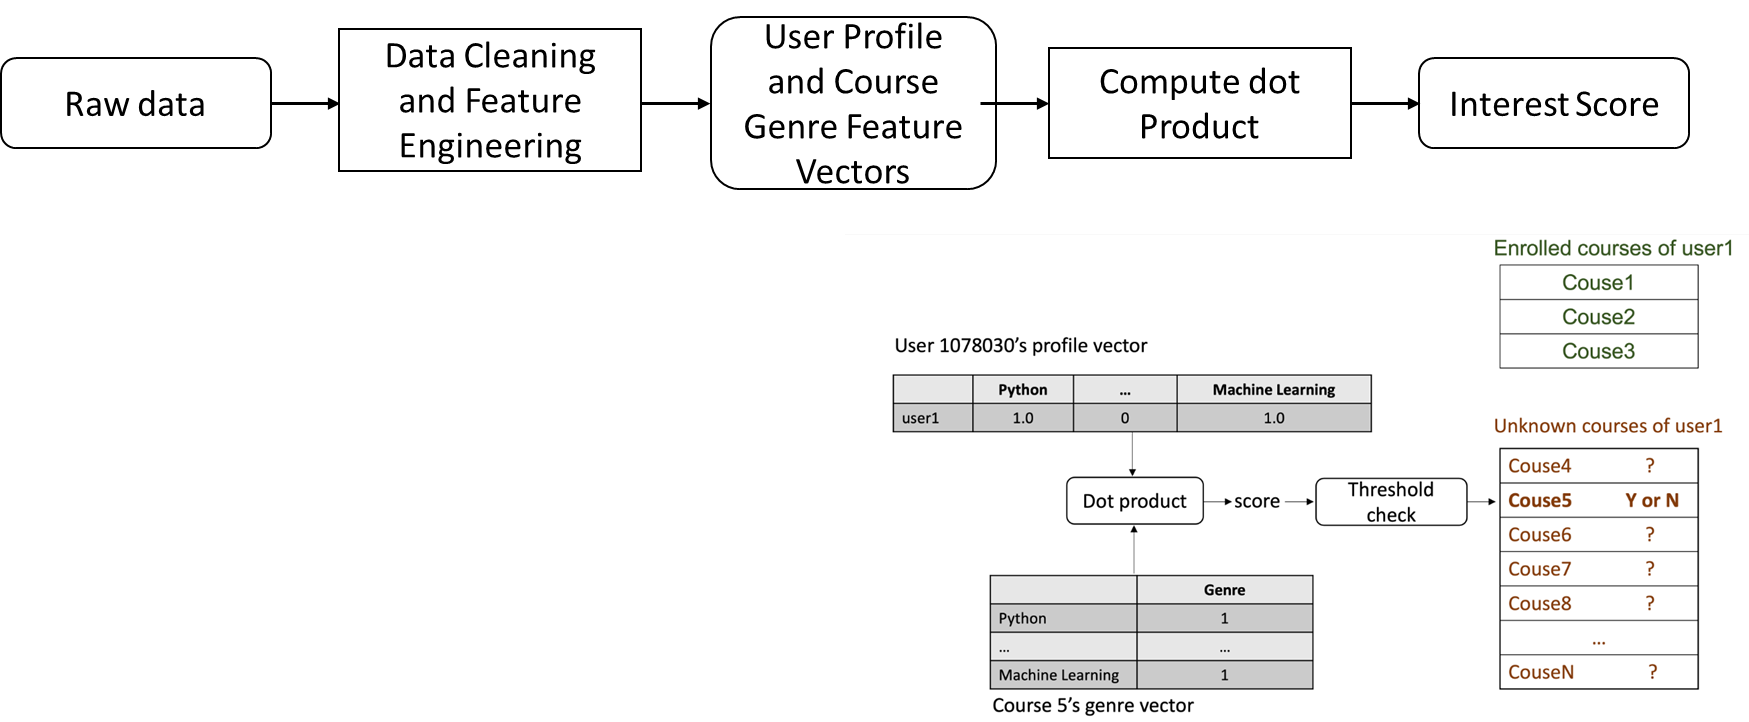 Raw data
Data Cleaning
and Feature
Engineering
User Profile
and Course
Genre Feature
Vectors
Compute dot
Product
Interest Score
Enrolled courses of user1
Couse1
Couse2
Couse3
User 1078030’s profile vector
Python ... Machine Learning
user1 1.0 0 1.0
Unknown courses of user1
Couse4 ?
Couse5 Y or N
Couse6 ?
Couse7 ?
Couse8 ?
...
CouseN ?
Dot product
score
Threshold
check
Genre
Python 1
... ...
Machine Learning 1
Course 5’s genre vector